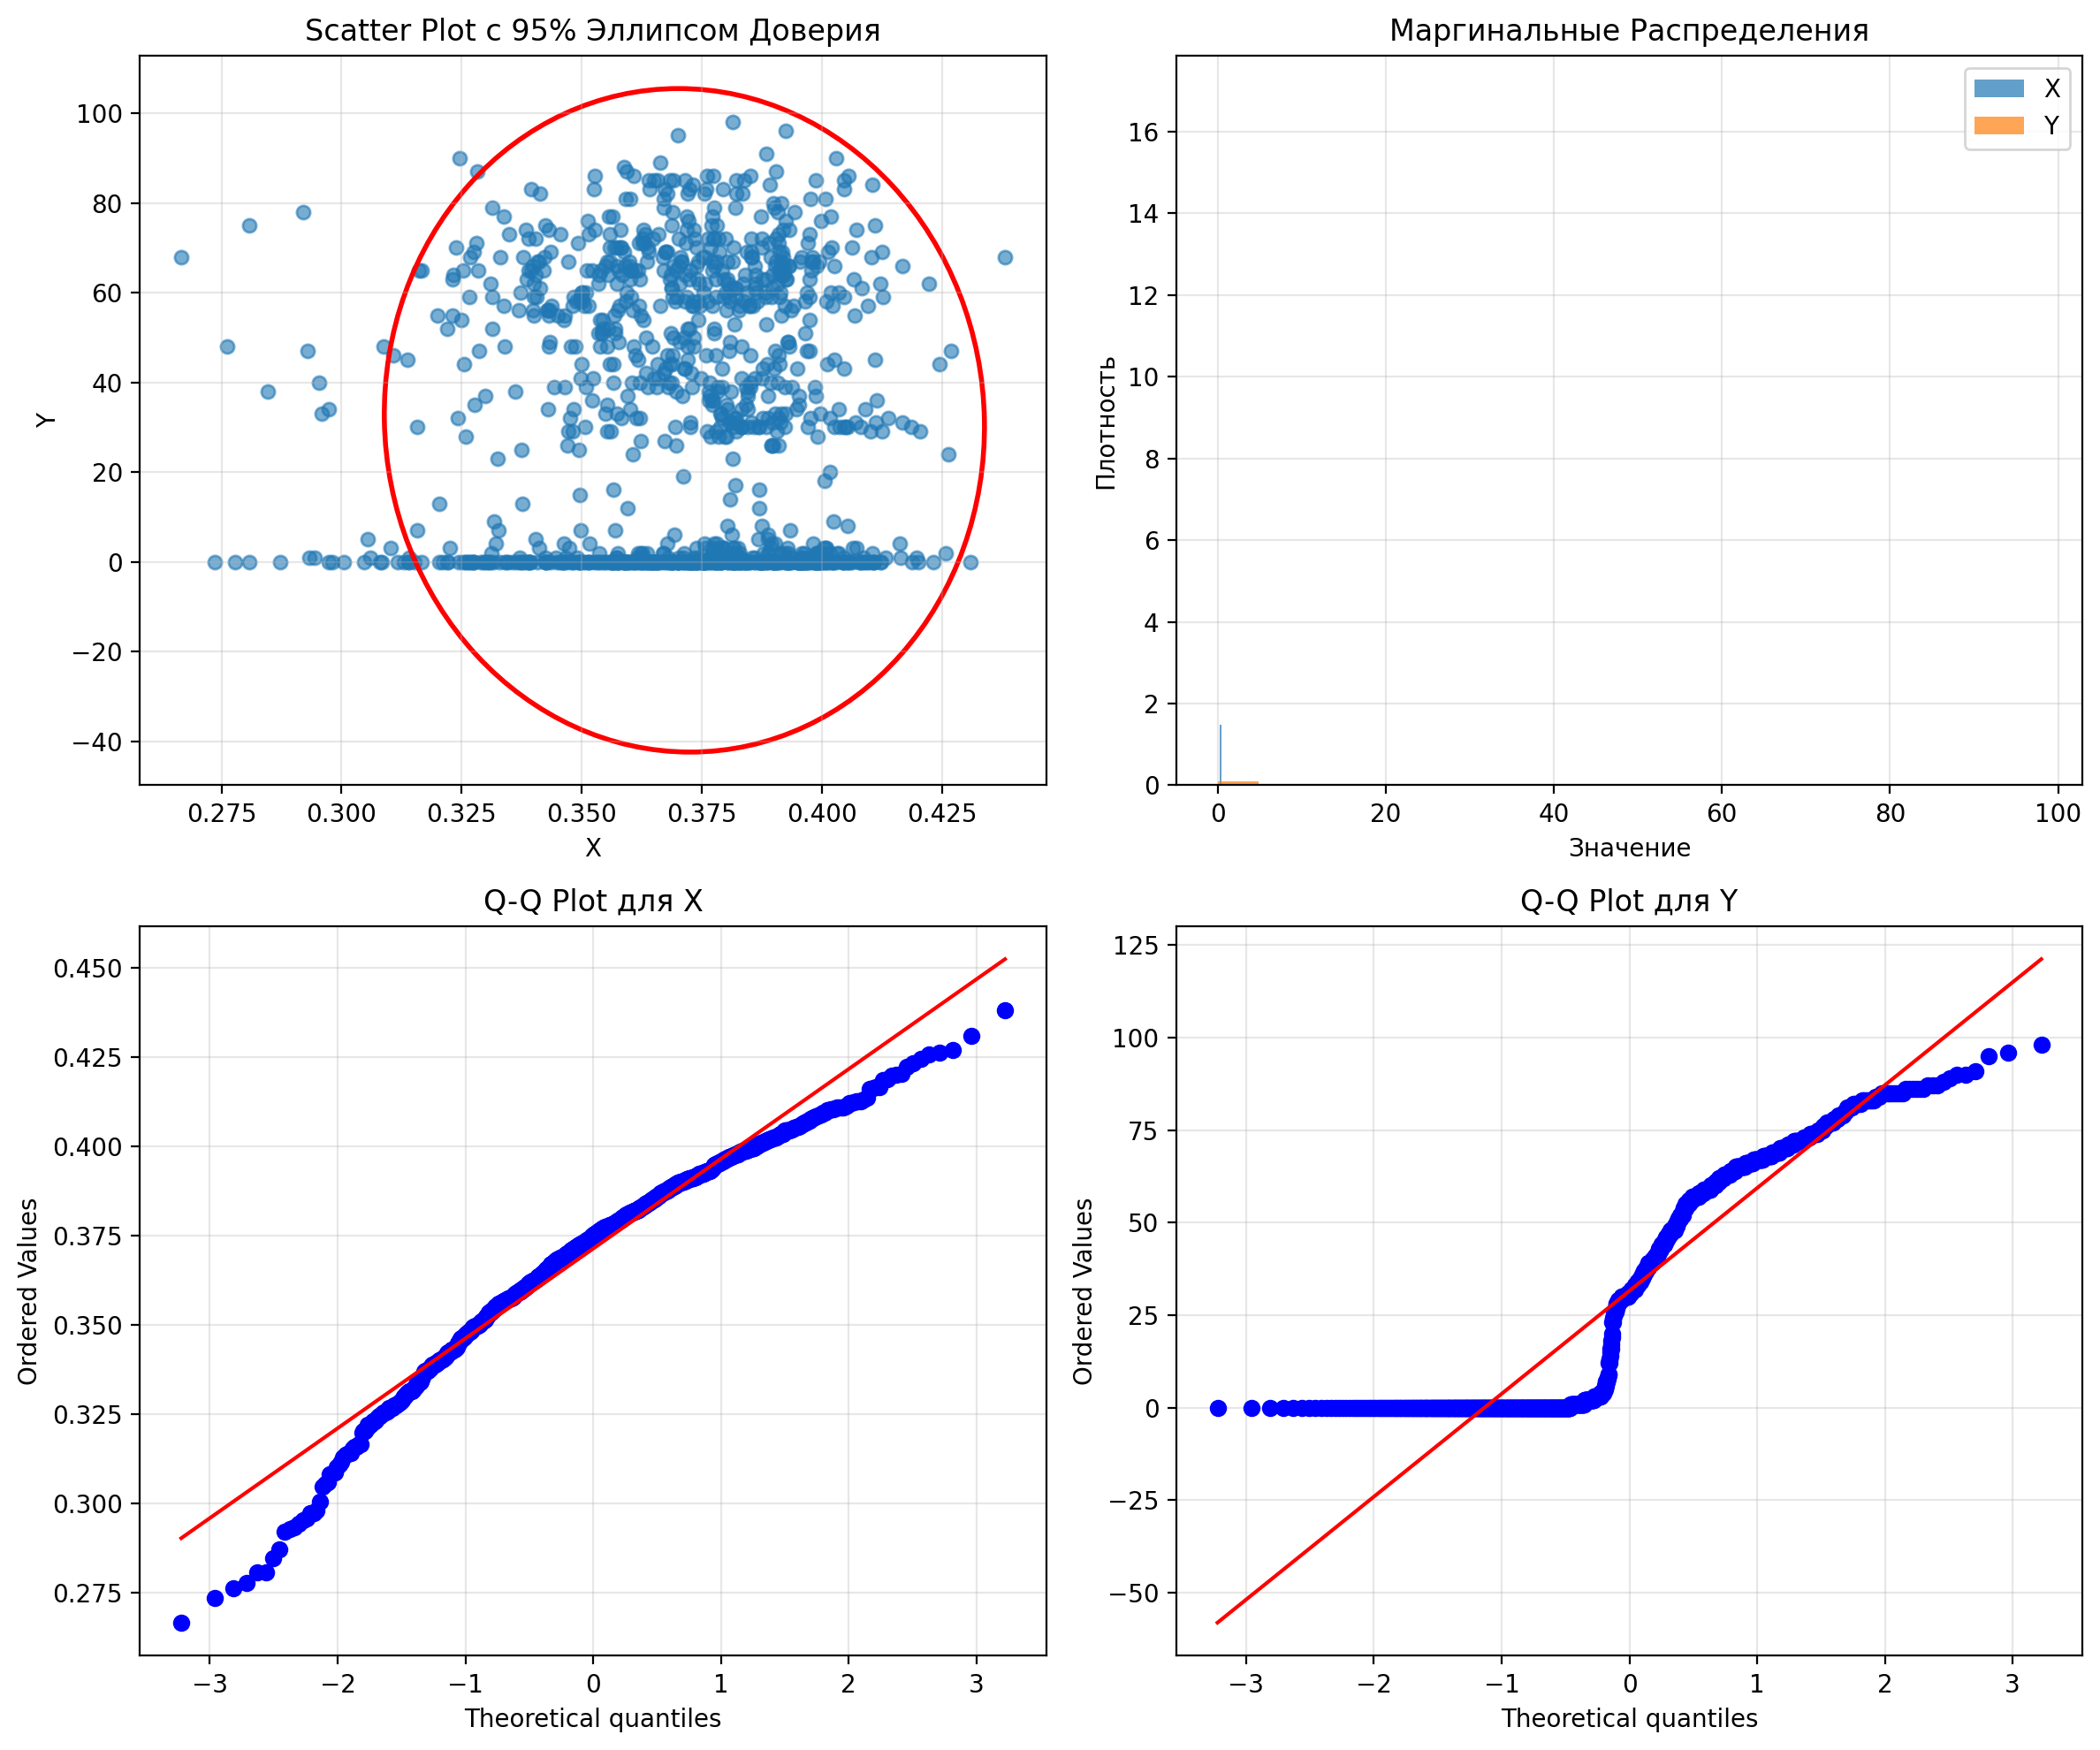 Scatter Plot с 95% Эллипсом Доверия
Y
100
80
60
40
20
0
−20
−40
0.275 0.300 0.325 0.350 0.375 0.400 0.425
X
Маргинальные Распределения
X
Y
Плотность
16
14
12
10
8
6
4
2
0
0 20 40 60 80 100
Значение
Q-Q Plot для X
Ordered Values
0.450
0.425
0.400
0.375
0.350
0.325
0.300
0.275
−3 −2 −1 0 1 2 3
Theoretical quantiles
Q-Q Plot для Y
Ordered Values
125
100
75
50
25
0
−25
−50
−3 −2 −1 0 1 2 3
Theoretical quantiles